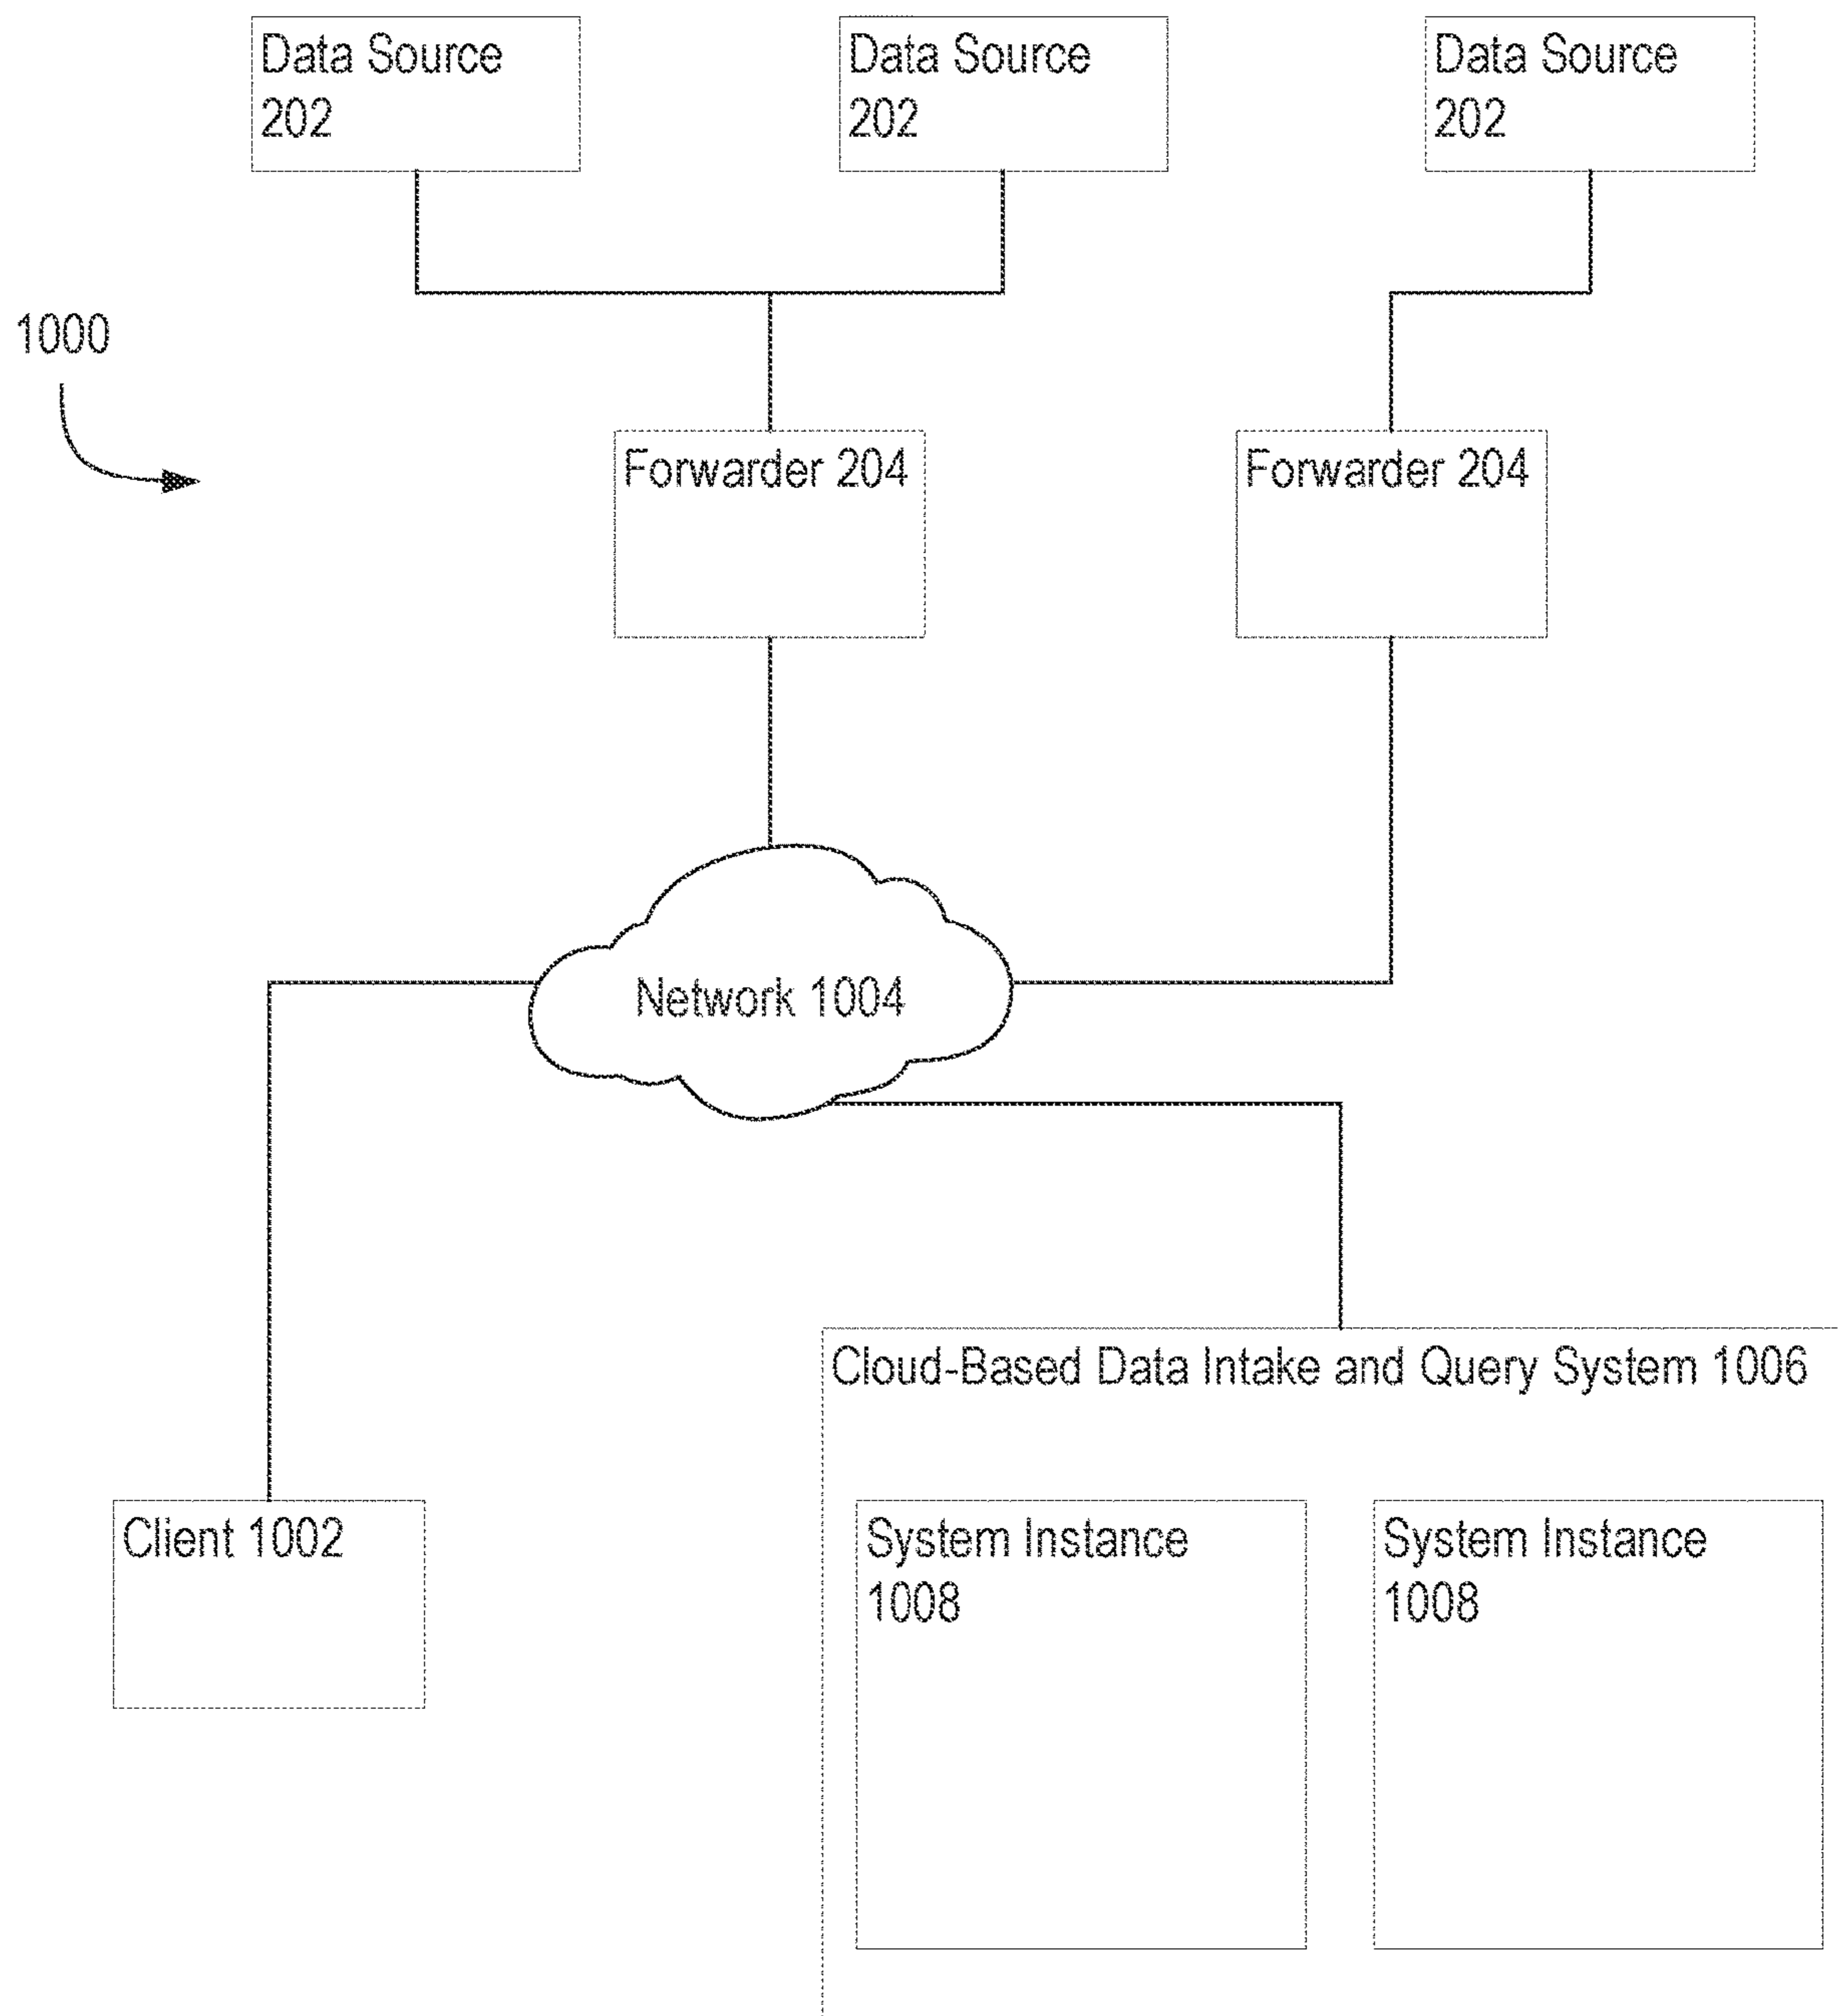 Data Source
202
Data Source
202
Data Source
202
1000
Forwarder 204
Forwarder 204
Network 1004
Cloud-Based Data Intake and Query System 1006
Client 1002
System Instance
1008
System Instance
1008